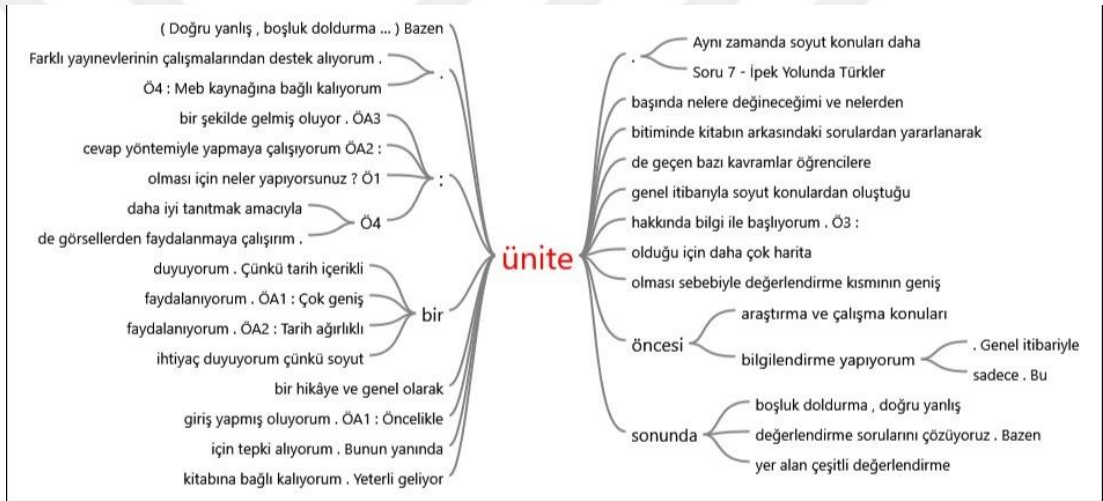 ( Doğru yanlış , boşluk doldurma ... ) Bazen
Farklı yayınevlerinin çalışmalarından destek alıyorum .
Ö4 : Meb kaynağına bağlı kalıyorum
.
bir şekilde gelmiş oluyor . ÖA3
cevap yöntemiyle yapmaya çalışıyorum ÖA2 :
olması için neler yapıyorsunuz ? Ö1
daha iyi tanıtmak amacıyla
de görsellerden faydalanmaya çalışırım .
Ö4
:
duyuyorum . Çünkü tarih içerikli
faydalanıyorum . ÖA1 : Çok geniş
faydalanıyorum . ÖA2 : Tarih ağırlıklı
ihtiyaç duyuyorum çünkü soyut
bir
bir hikâye ve genel olarak
giriş yapmış oluyorum . ÖA1 : Öncelikle
için tepki alıyorum . Bunun yanında
kitabına bağlı kalıyorum . Yeterli geliyor
ünite
.
Aynı zamanda soyut konuları daha
Soru 7 - İpek Yolunda Türkler
başında nelere değineceğimi ve nelerden
bitiminde kitabın arkasındaki sorulardan yararlanarak
de geçen bazı kavramlar öğrencilere
genel itibarıyla soyut konulardan oluştuğu
hakkında bilgi ile başlıyorum . Ö3 :
olduğu için daha çok harita
olması sebebiyle değerlendirme kısmının geniş
öncesi
araştırma ve çalışma konuları
bilgilendirme yapıyorum
. Genel itibariyle
sadece . Bu
sonunda
boşluk doldurma , doğru yanlış
değerlendirme sorularını çözüyoruz . Bazen
yer alan çeşitli değerlendirme